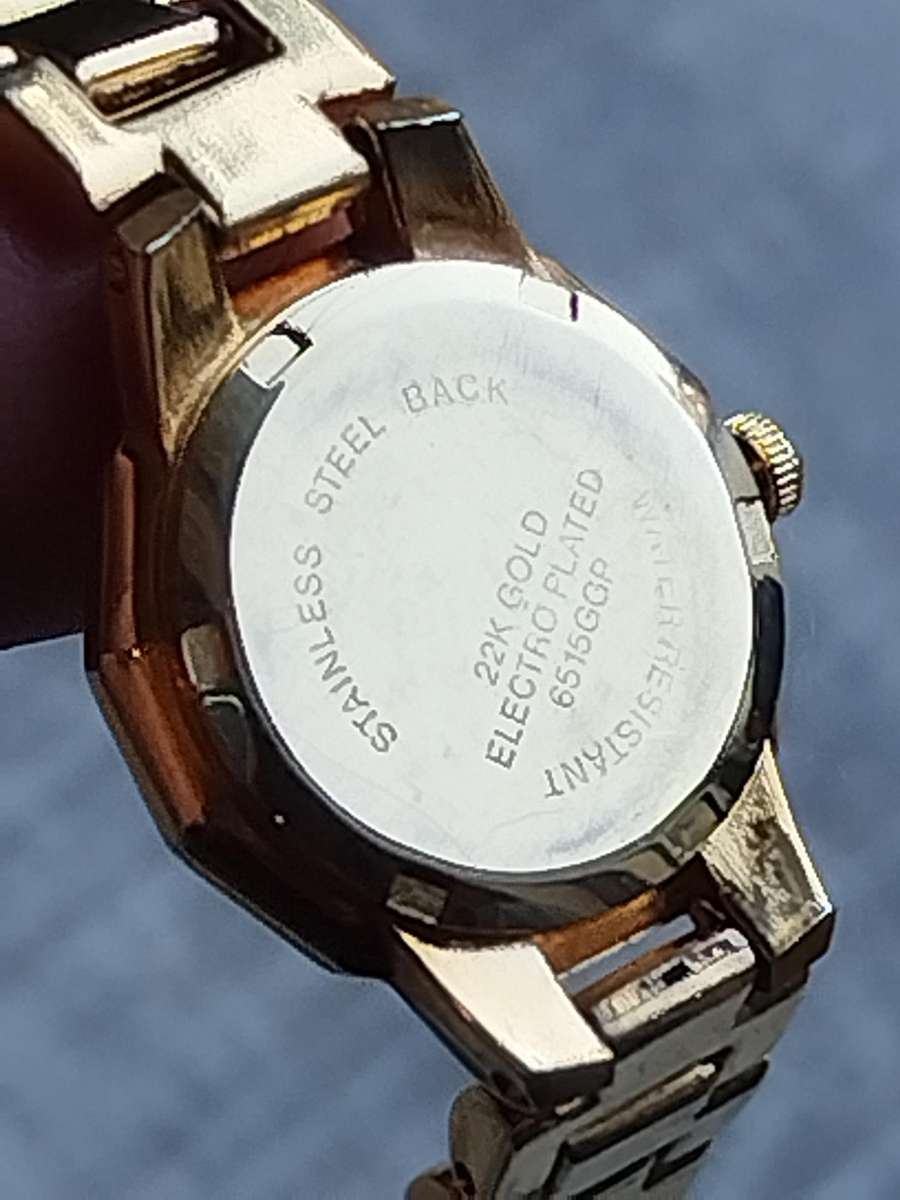 STAINLESS STEEL BACK
22K GOLD
ELECTRO PLATED
6515GGP
WATER RESISTANT